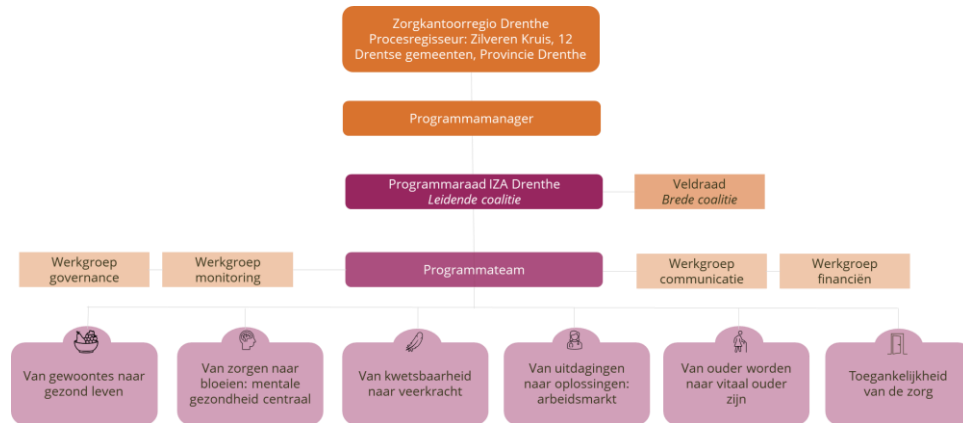 Zorgkantoorregio Drenthe
Procesregisseur: Zilveren Kruis, 12
Drentse gemeenten, Provincie Drenthe
Programmamanager
Programmaraad IZA Drenthe
Leidende coalitie
Veldraad
Brede coalitie
Werkgroep
governance
Werkgroep
monitoring
Programmateam
Werkgroep
communicatie
Werkgroep
financiën
Van gewoontes naar
gezond leven
Van zorgen naar
bloeien: mentale
gezondheid centraal
Van kwetsbaarheid
naar veerkracht
Van uitdagingen
naar oplossingen:
arbeidsmarkt
Van ouder worden
naar vitaal ouder
zijn
Toegankelijkheid
van de zorg